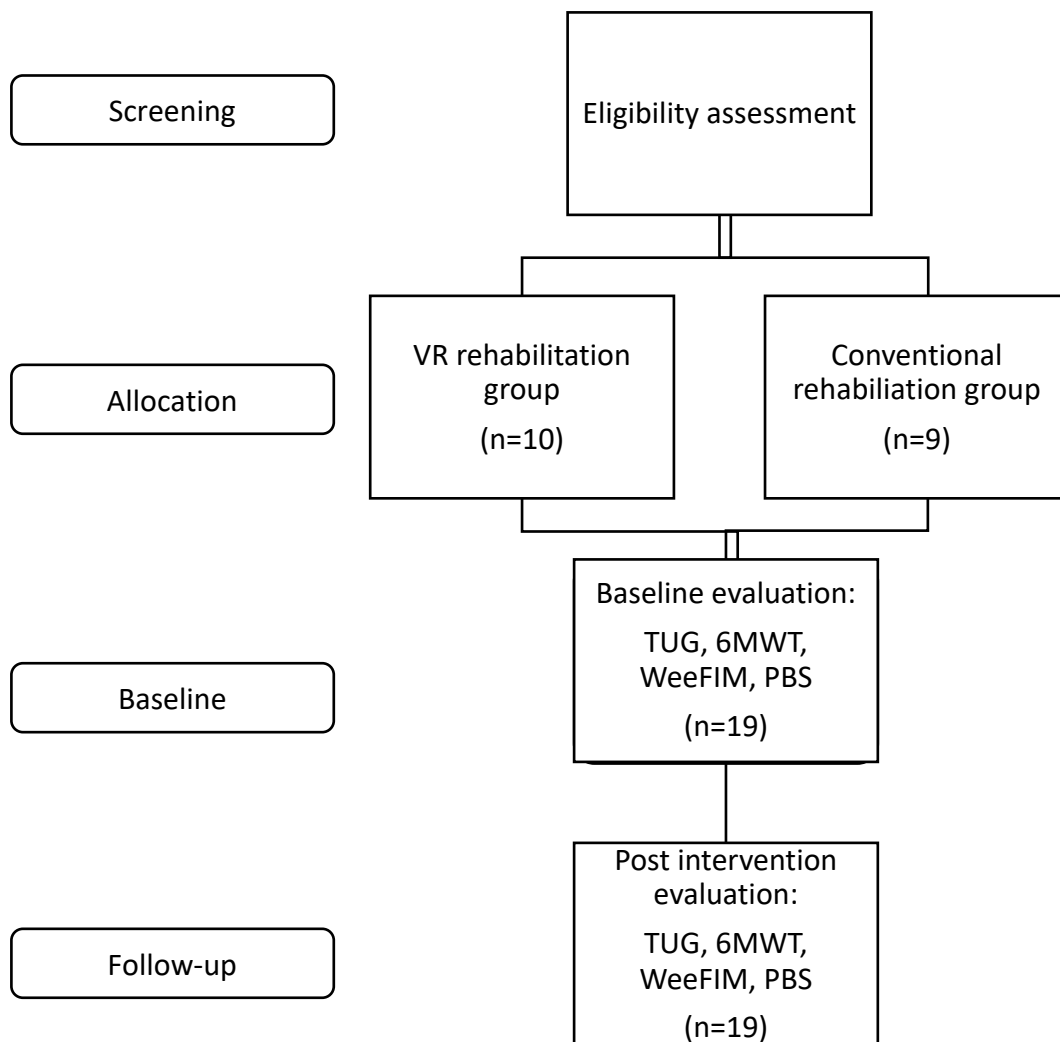 Screening
Eligibility assessment
Allocation
VR rehabilitation
group
(n=10)
Conventional
rehabiliation group
(n=9)
Baseline
Baseline evaluation:
TUG, 6MWT,
WeeFIM, PBS
(n=19)
Follow-up
Post intervention
evaluation:
TUG, 6MWT,
WeeFIM, PBS
(n=19)